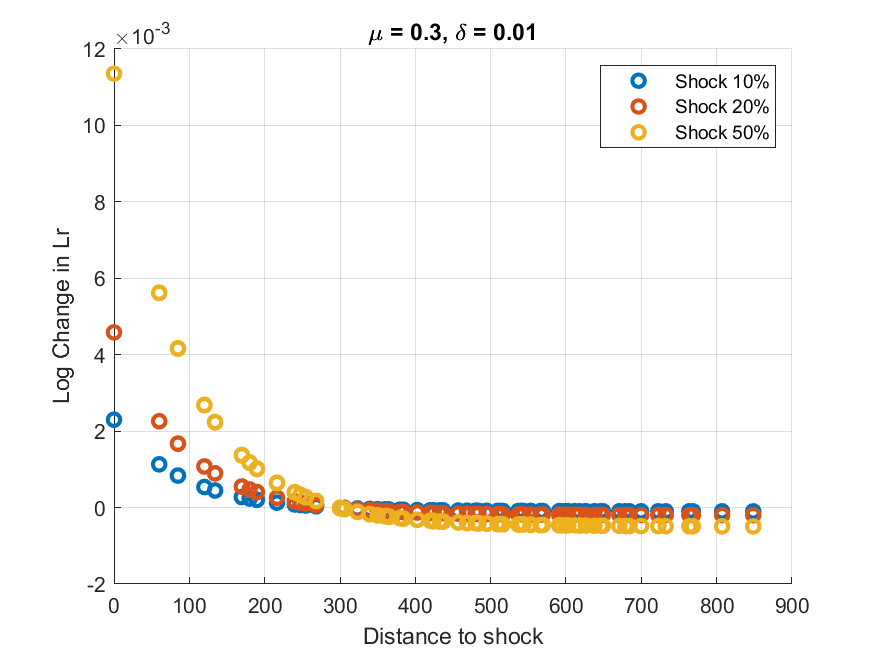 μ = 0.3, δ = 0.01
×10-3
12
10
8
6
4
2
0
-2
Log Change in Lr
Shock 10%
Shock 20%
Shock 50%
0 100 200 300 400 500 600 700 800 900
Distance to shock